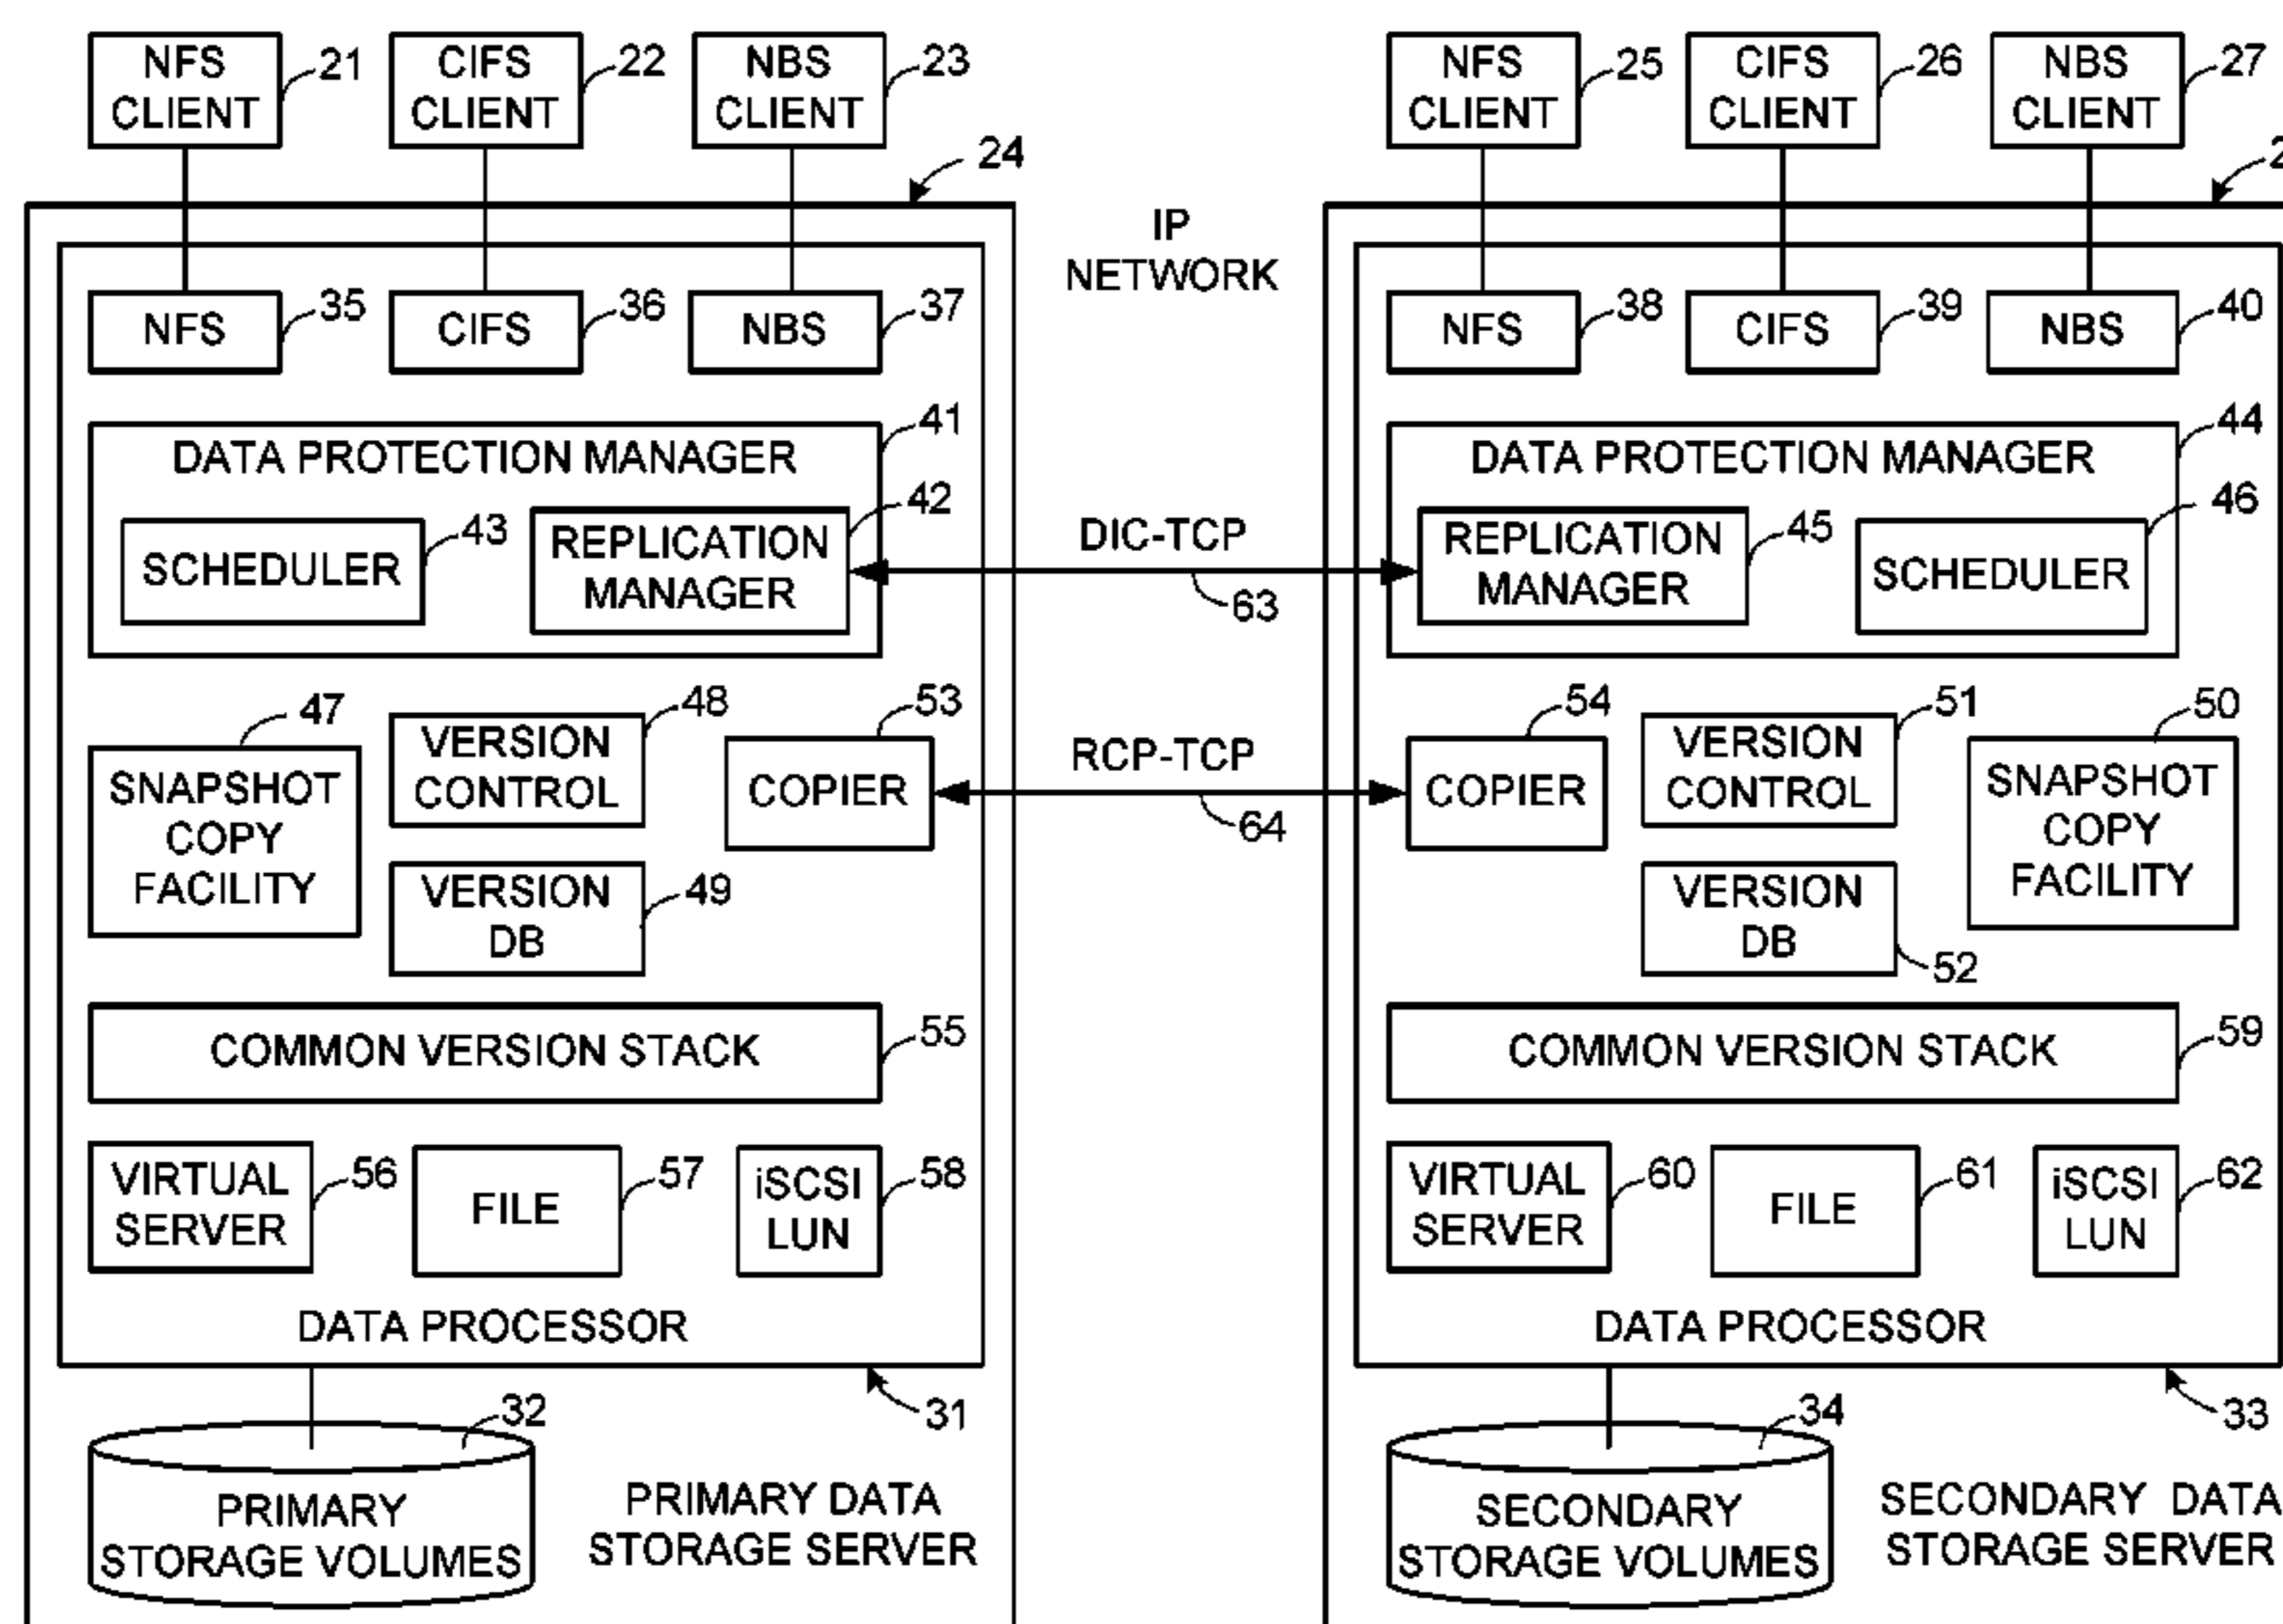 NFS
CLIENT
21
CIFS
CLIENT
22
NBS
CLIENT
23
24
NFS
CLIENT
25
CIFS
CLIENT
26
NBS
CLIENT
27
IP
NETWORK
NFS
35
CIFS
36
NBS
37
NFS
38
CIFS
39
NBS
40
DATA PROTECTION MANAGER
41
SCHEDULER
43
REPLICATION
MANAGER
42
DIC-TCP
63
DATA PROTECTION MANAGER
44
REPLICATION
MANAGER
45
SCHEDULER
46
47
SNAPSHOT
COPY
FACILITY
VERSION
CONTROL
48
VERSION
DB
49
COPIER
53
RCP-TCP
64
COPIER
54
VERSION
CONTROL
51
VERSION
DB
52
SNAPSHOT
COPY
FACILITY
50
COMMON VERSION STACK
55
COMMON VERSION STACK
59
VIRTUAL
SERVER
56
FILE
57
iSCSI
LUN
58
VIRTUAL
SERVER
60
FILE
61
iSCSI
LUN
62
DATA PROCESSOR
31
DATA PROCESSOR
33
32
PRIMARY
STORAGE VOLUMES
PRIMARY DATA
STORAGE SERVER
34
SECONDARY
STORAGE VOLUMES
SECONDARY DATA
STORAGE SERVER